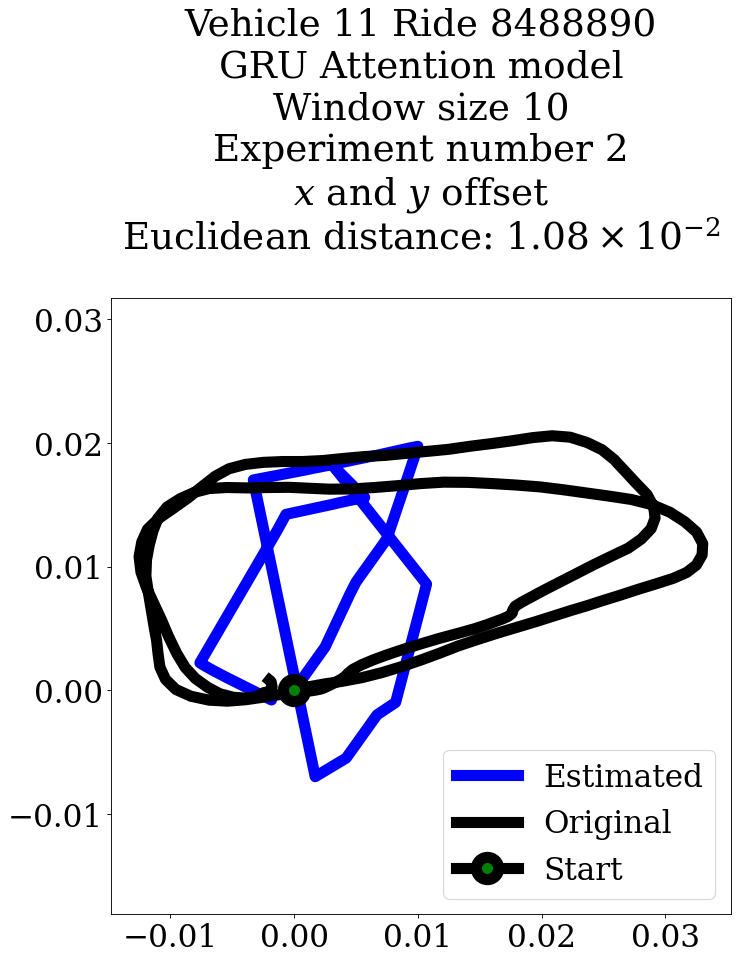 Vehicle 11 Ride 8488890
GRU Attention model
Window size 10
Experiment number 2
x and y offset
Euclidean distance: 1.08 × 10⁻²
0.03
0.02
0.01
0.00
−0.01
Estimated
Original
Start
−0.01 0.00 0.01 0.02 0.03